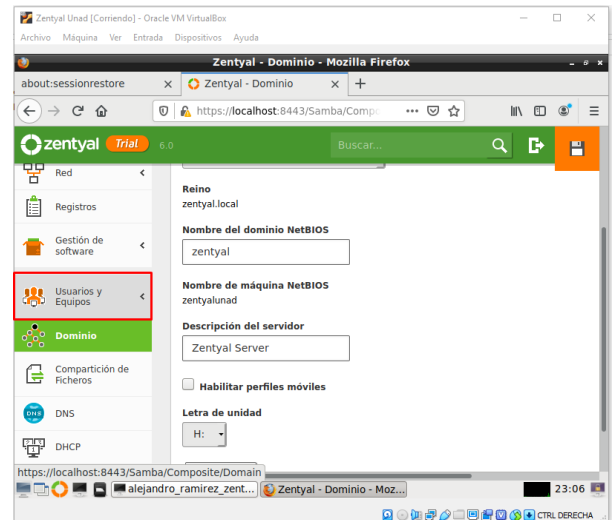 Zentyal Unad [Corriendo] - Oracle VM VirtualBox
Archivo Máquina Ver Entrada Dispositivos Ayuda
Zentyal - Dominio - Mozilla Firefox
about:sessionrestore
Zentyal - Dominio
https://localhost:8443/Samba/Compo
zentyal Trial 6.0
Buscar...
Red
Registros
Gestión de
software
Usuarios y
Equipos
Dominio
Compartición de
Ficheros
DNS
DNS
DHCP
Reino
zentyal.local
Nombre del dominio NetBIOS
zentyal
Nombre de máquina NetBIOS
zentyalunad
Descripción del servidor
Zentyal Server
Habilitar perfiles móviles
Letra de unidad
H:
https://localhost:8443/Samba/Composite/Domain
alejandro_ramirez_zent...
Zentyal - Dominio - Moz...
23:06
CTRL DERECHA